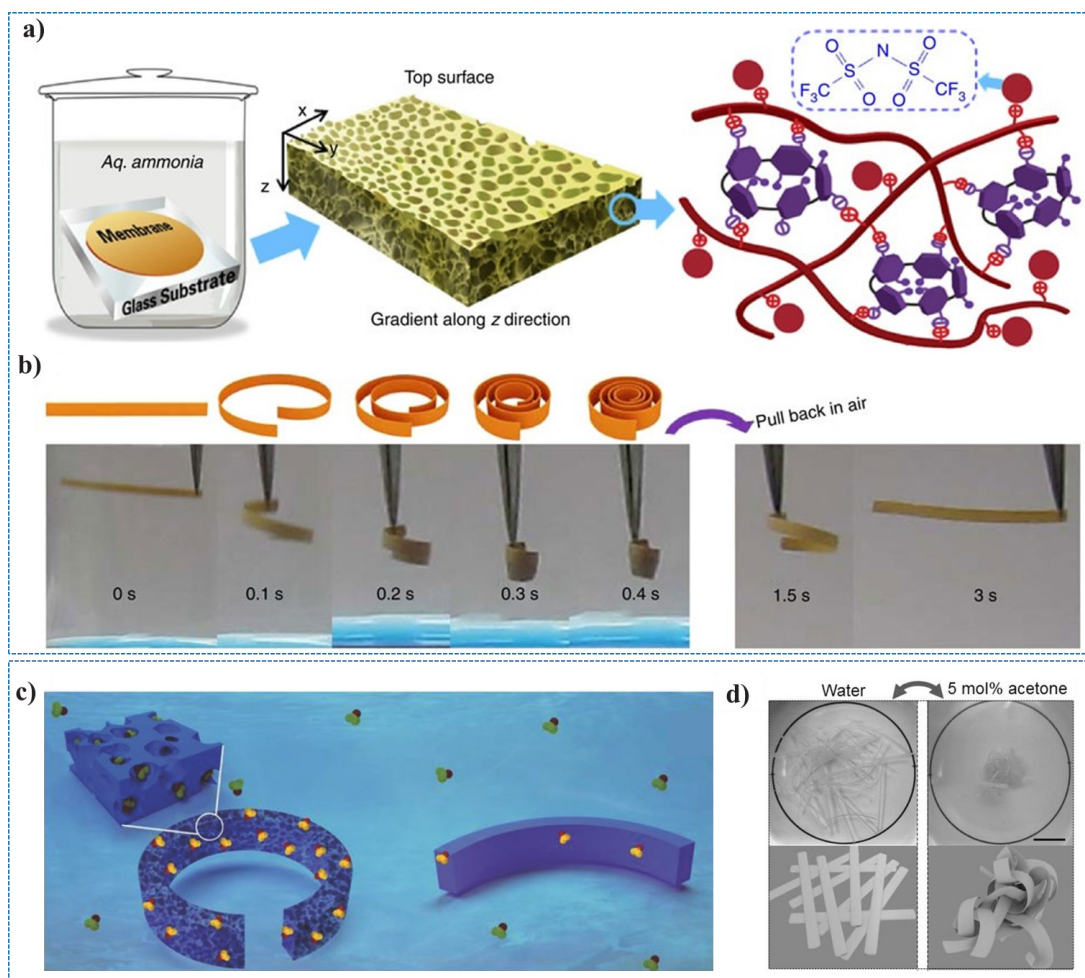 a)
Aq. ammonia
Membrane
Glass Substrate
Top surface
x
y
z
Gradient along z direction
O O
N
S S
F₃C CF₃
O O
b)
Pull back in air
0 s
0.1 s
0.2 s
0.3 s
0.4 s
1.5 s
3 s
c)
d)
Water
5 mol% acetone